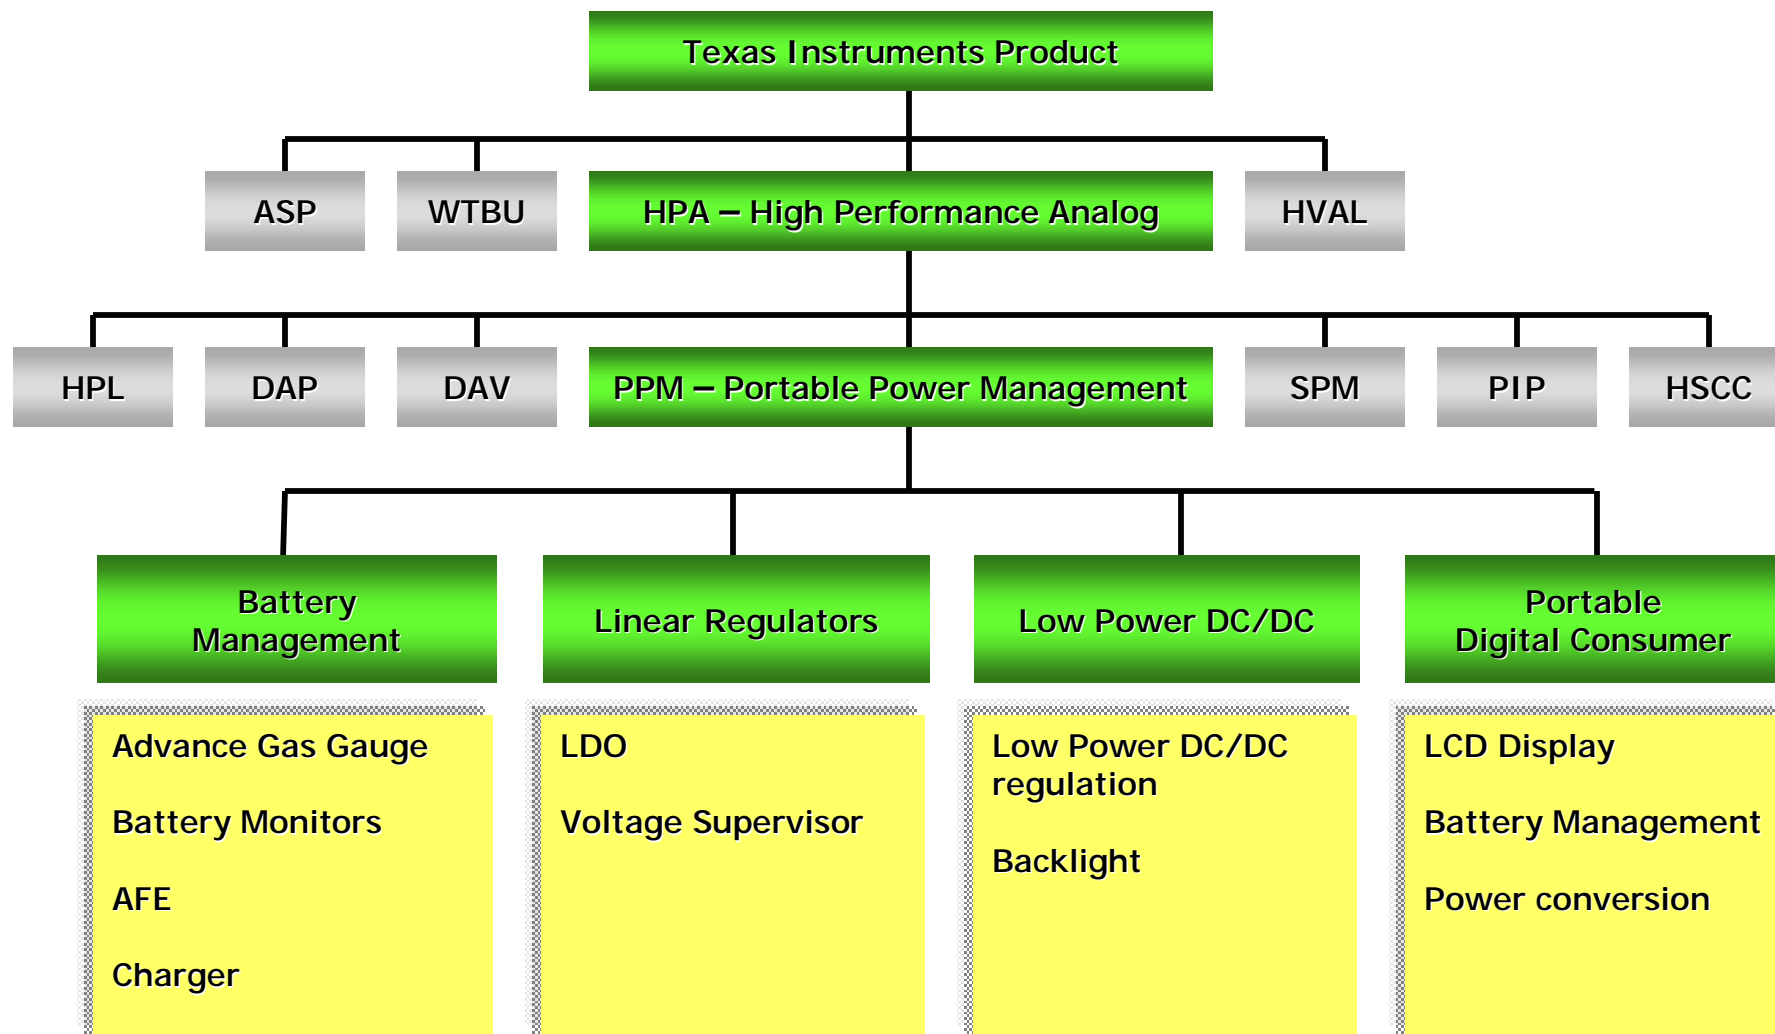 Texas Instruments Product
ASP
WTBU
HPA – High Performance Analog
HVAL
HPL
DAP
DAV
PPM – Portable Power Management
SPM
PIP
HSCC
Battery
Management
Linear Regulators
Low Power DC/DC
Portable
Digital Consumer
Advance Gas Gauge
Battery Monitors
AFE
Charger
LDO
Voltage Supervisor
Low Power DC/DC
regulation
Backlight
LCD Display
Battery Management
Power conversion